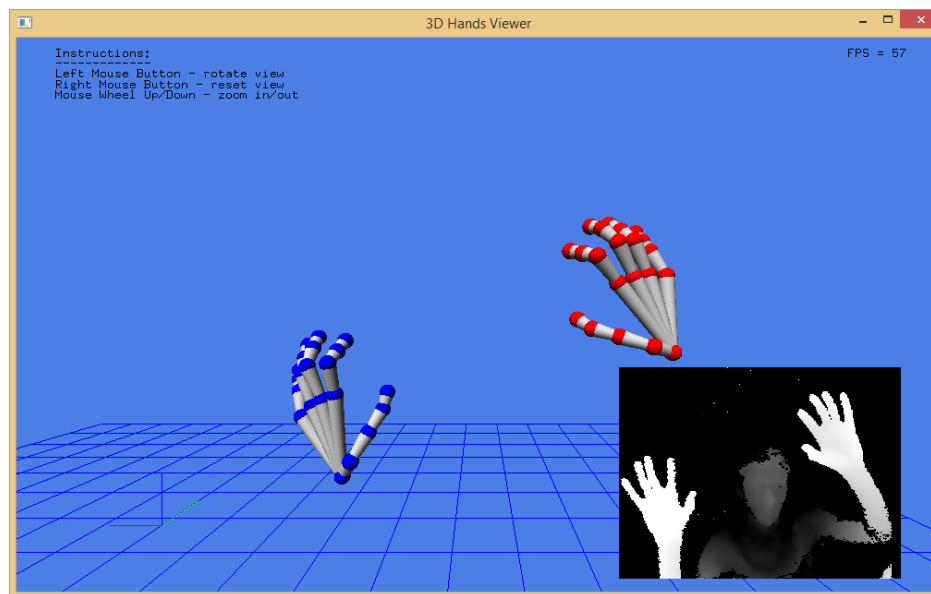 3D Hands Viewer
Instructions:
-------------
Left Mouse Button - rotate view
Right Mouse Button - reset view
Mouse Wheel Up/Down - zoom in/out
FPS = 57